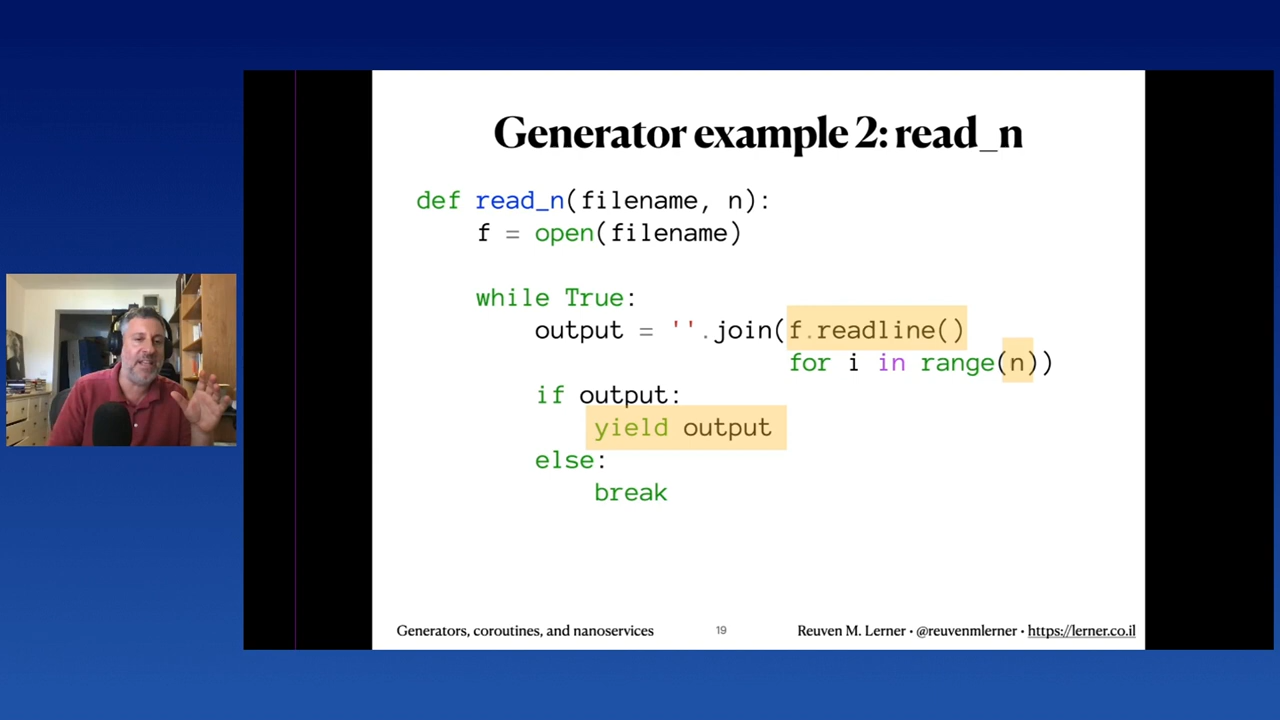 Generator example 2: read_n
def read_n(filename, n):
    f = open(filename)
    while True:
        output = ''.join(f.readline()
                         for i in range(n))
        if output:
            yield output
        else:
            break
Generators, coroutines, and nanoservices 19 Reuven M. Lerner • @reuvenmlerner • https://lerner.co.il